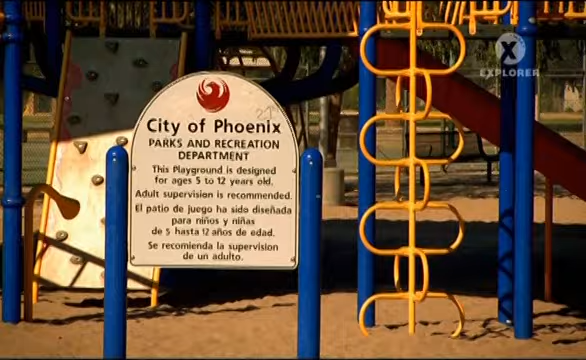 X
EXPLORER
City of Phoenix
PARKS AND RECREATION
DEPARTMENT
This Playground is designed
for ages 5 to 12 years old.
Adult supervision is recommended.
El patio de juego ha sido diseñada
para niños y niñas
de 5 hasta 12 años de edad.
Se recomienda la supervision
de un adulto.